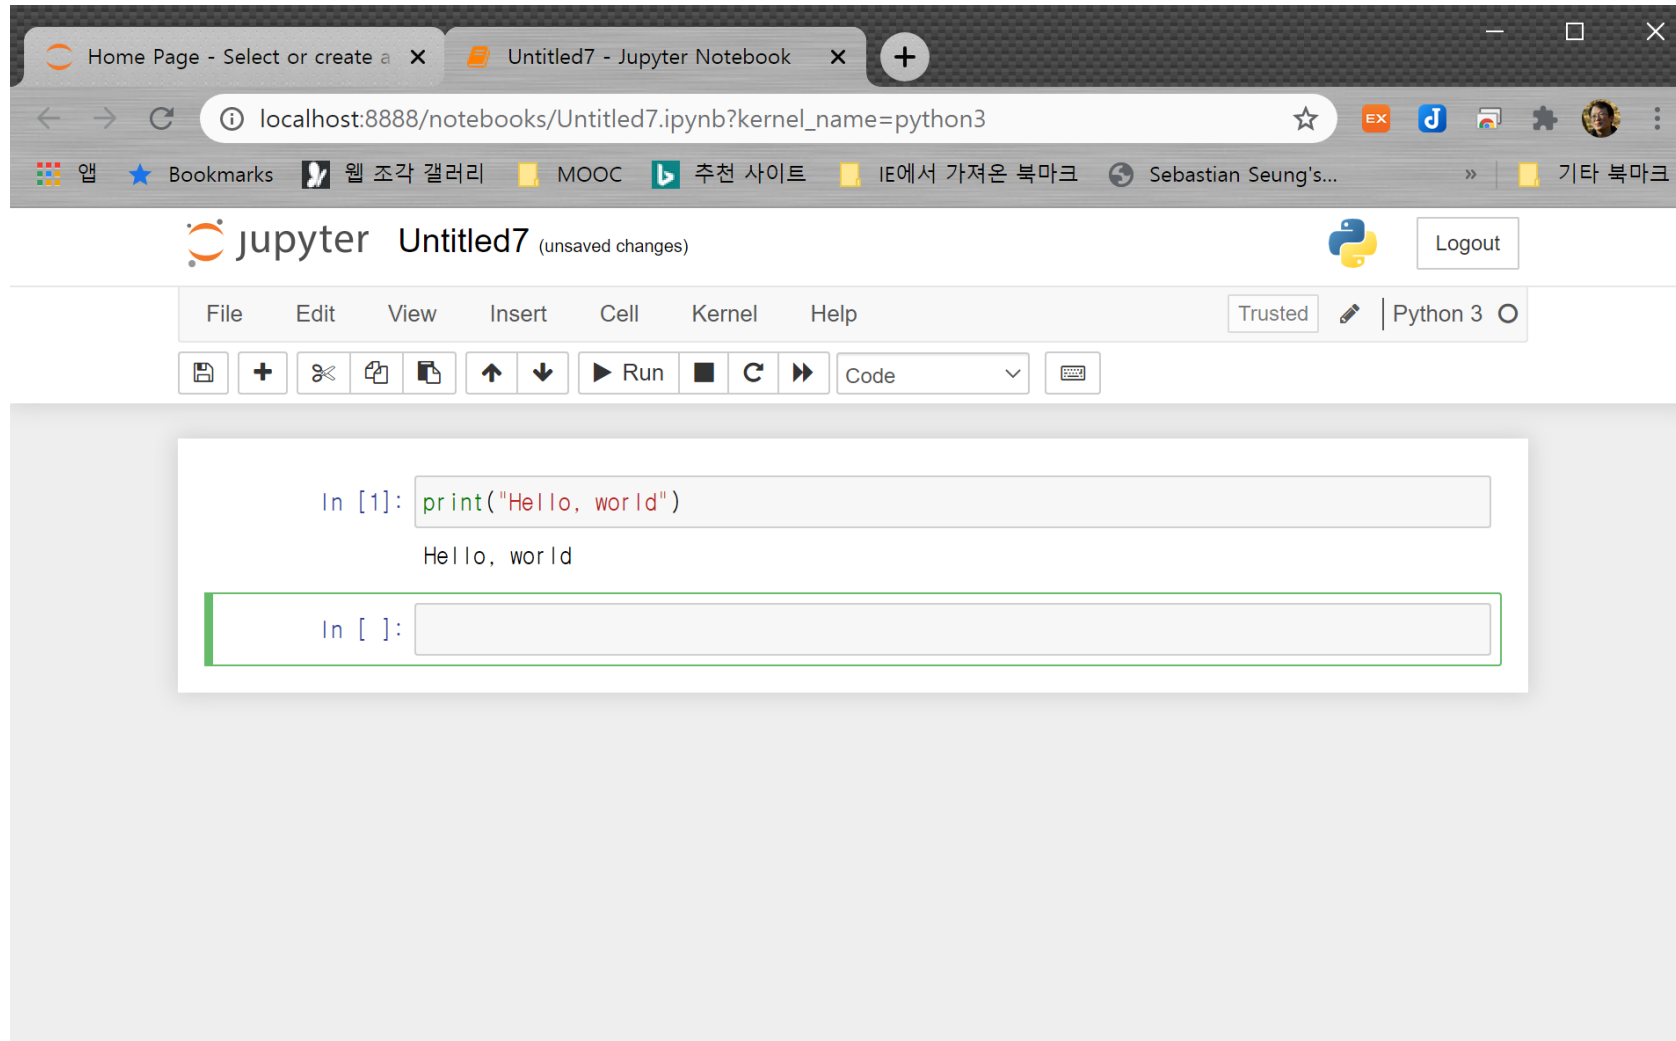 Home Page - Select or create a
Untitled7 - Jupyter Notebook
localhost:8888/notebooks/Untitled7.ipynb?kernel_name=python3
EX
앱 Bookmarks 웹 조각 갤러리 MOOC 추천 사이트 IE에서 가져온 북마크 Sebastian Seung's... » 기타 북마크
jupyter Untitled7 (unsaved changes) Logout
File Edit View Insert Cell Kernel Help Trusted Python 3
Run Code
In [1]: print("Hello, world")
Hello, world
In [ ]: